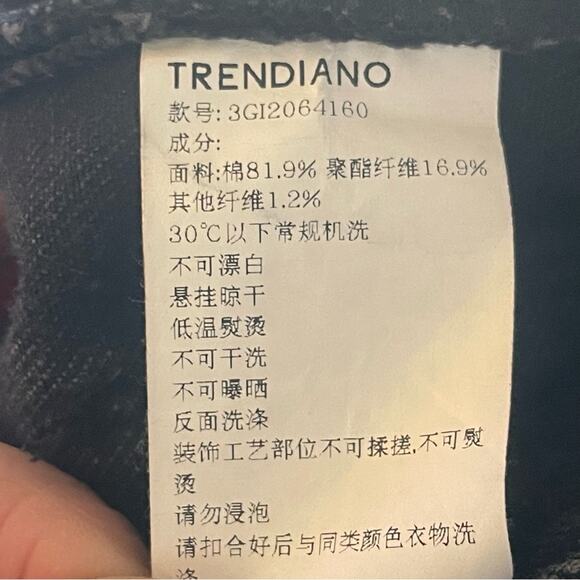 TRENDIANO
款号: 3GI2064160
成分:
面料:棉81.9% 聚酯纤维16.9%
其他纤维1.2%
30℃以下常规机洗
不可漂白
悬挂晾干
低温熨烫
不可干洗
不可曝晒
反面洗涤
装饰工艺部位不可揉搓,不可熨
烫
请勿浸泡
请扣合好后与同类颜色衣物洗
涤